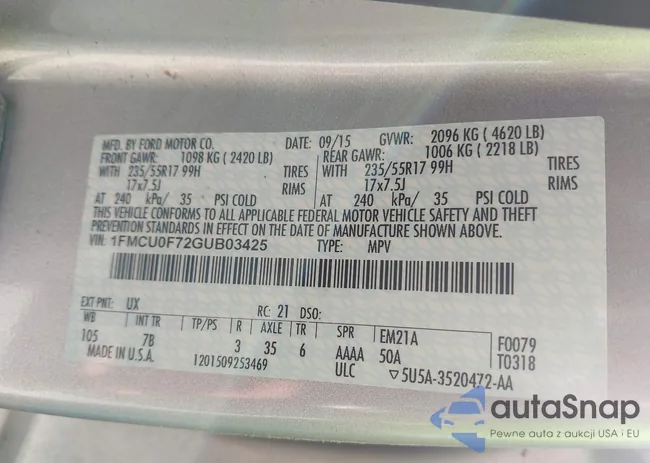 MFD. BY FORD MOTOR CO. DATE: 09/15 GVWR: 2096 KG ( 4620 LB)
FRONT GAWR: 1098 KG ( 2420 LB) REAR GAWR: 1006 KG ( 2218 LB)
WITH 235/55R17 99H TIRES WITH 235/55R17 99H TIRES
17x7.5J RIMS 17x7.5J RIMS
AT 240 kPa/ 35 PSI COLD AT 240 kPa/ 35 PSI COLD
THIS VEHICLE CONFORMS TO ALL APPLICABLE FEDERAL MOTOR VEHICLE SAFETY AND THEFT
PREVENTION STANDARDS IN EFFECT ON THE DATE OF MANUFACTURE SHOWN ABOVE.
VIN: 1FMCU0F72GUB03425 TYPE: MPV
EXT PNT: UX RC: 21 DSO:
WB INT TR TP/PS R AXLE TR SPR EM21A F0079
105 7B 3 35 6 AAAA 50A T0318
MADE IN U.S.A. 1201509253469 ULC ▽5U5A-3520472-AA
autaSnap
Pewne auta z aukcji USA i EU